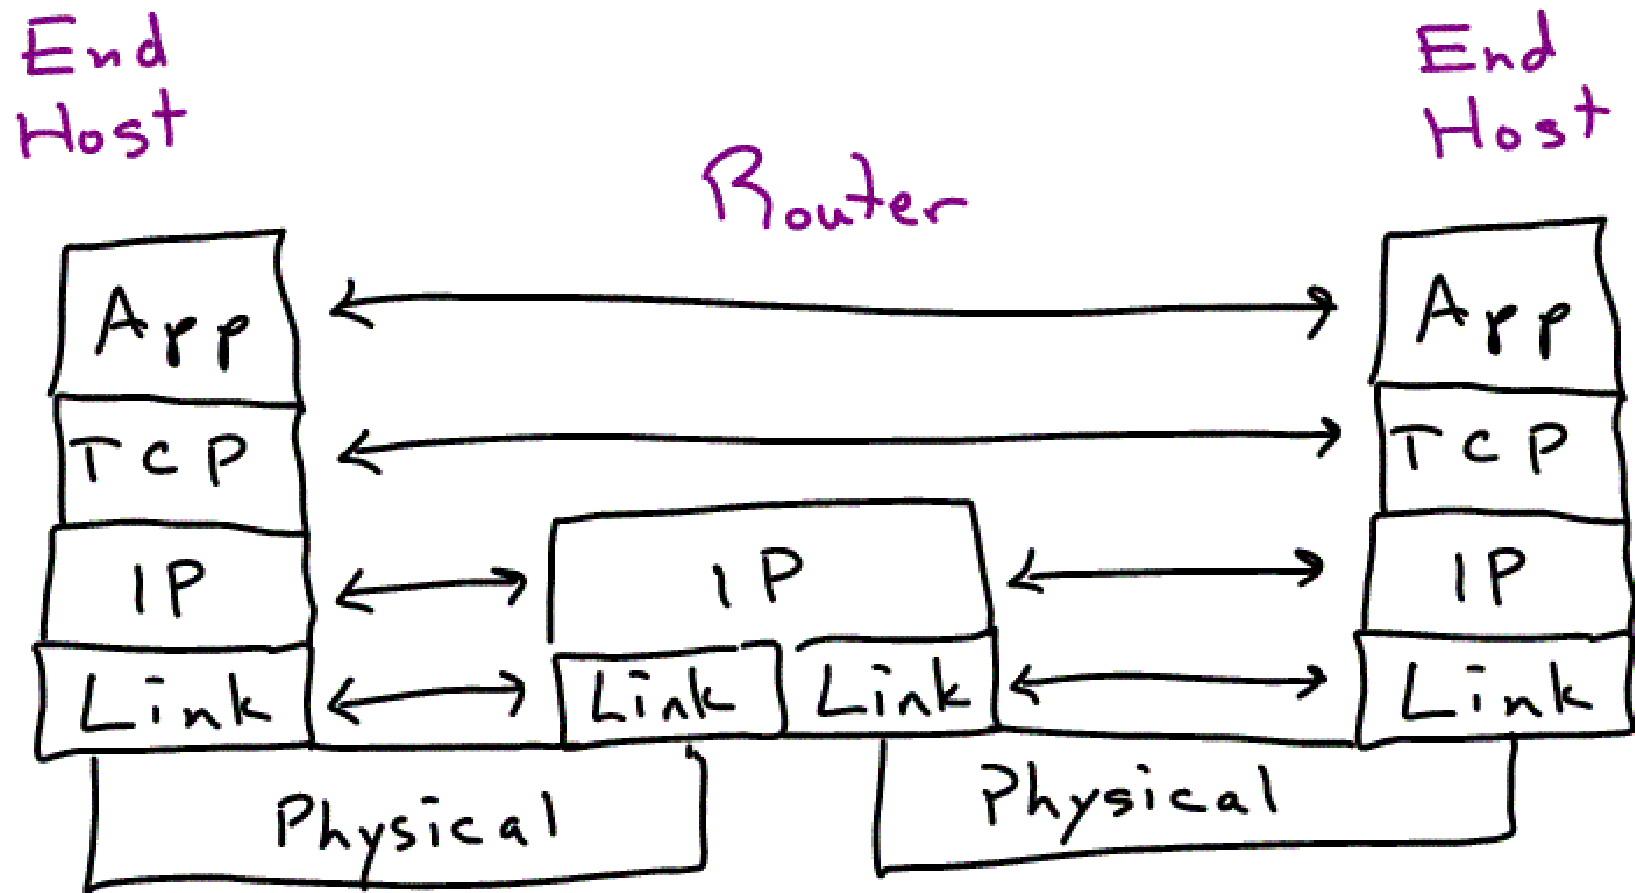 End
Host
End
Host
Router
App
App
TCP
TCP
IP
IP
IP
Link
Link
Link
Link
Physical
Physical